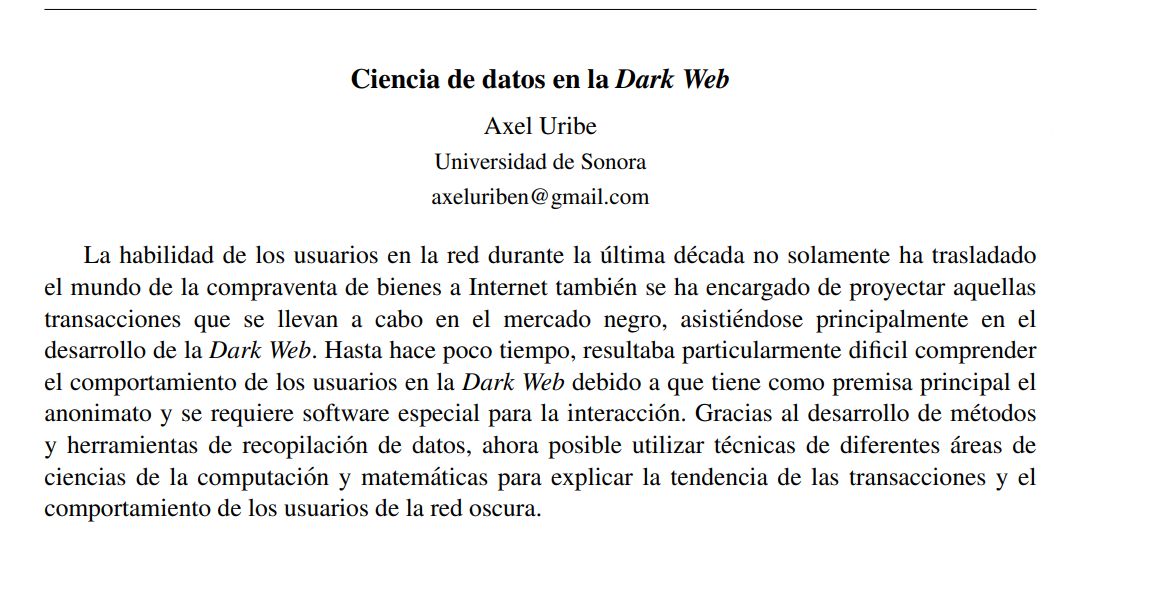 Ciencia de datos en la Dark Web
Axel Uribe
Universidad de Sonora
axeluriben@gmail.com
La habilidad de los usuarios en la red durante la última década no solamente ha trasladado
el mundo de la compraventa de bienes a Internet también se ha encargado de proyectar aquellas
transacciones que se llevan a cabo en el mercado negro, asistiéndose principalmente en el
desarrollo de la Dark Web. Hasta hace poco tiempo, resultaba particularmente dificil comprender
el comportamiento de los usuarios en la Dark Web debido a que tiene como premisa principal el
anonimato y se requiere software especial para la interacción. Gracias al desarrollo de métodos
y herramientas de recopilación de datos, ahora posible utilizar técnicas de diferentes áreas de
ciencias de la computación y matemáticas para explicar la tendencia de las transacciones y el
comportamiento de los usuarios de la red oscura.